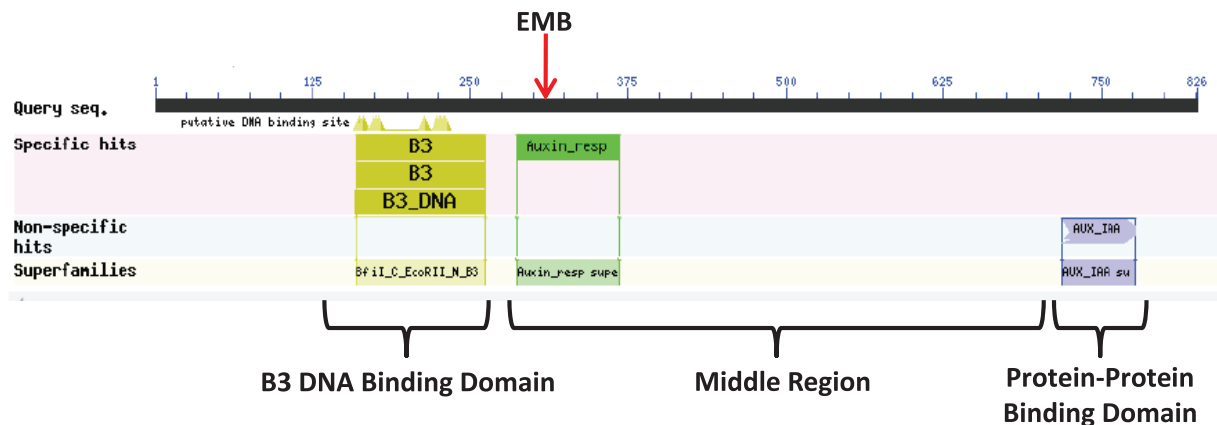 EMB
1 125 250 375 500 625 750 826
Query seq.
putative DNA binding site
Specific hits
B3 Auxin_resp
B3
B3_DNA
Non-specific
hits
AUX_IAA
Superfamilies
BfiI_C_EcoRII_N_B3 Auxin_resp supe AUX_IAA su
B3 DNA Binding Domain
Middle Region
Protein-Protein
Binding Domain